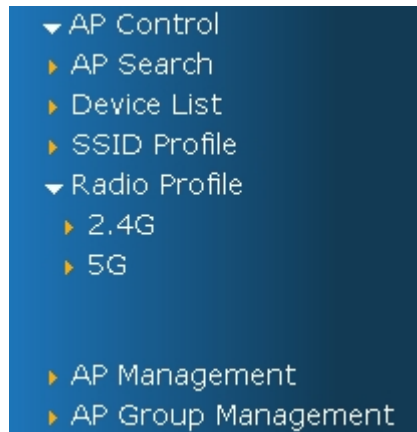 AP Control
AP Search
Device List
SSID Profile
Radio Profile
2.4G
5G
AP Management
AP Group Management